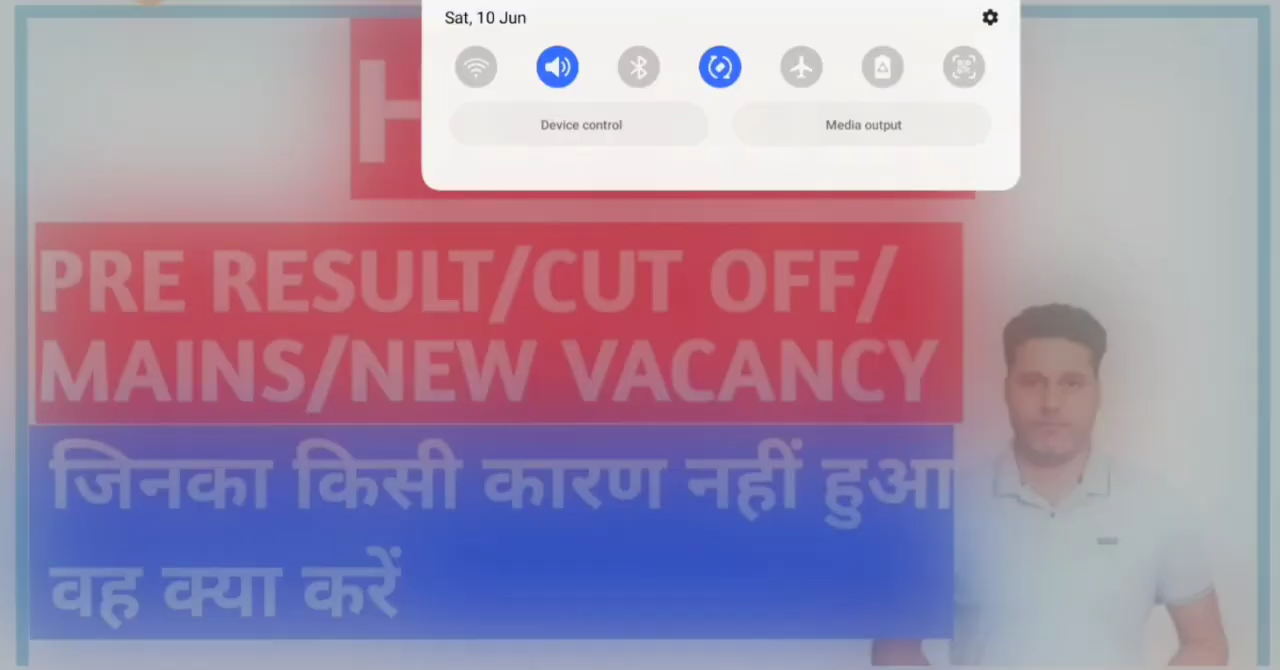 Sat, 10 Jun
Device control
Media output
H
PRE RESULT/CUT OFF/
MAINS/NEW VACANCY
जिनका किसी कारण नहीं हुआ
वह क्या करें